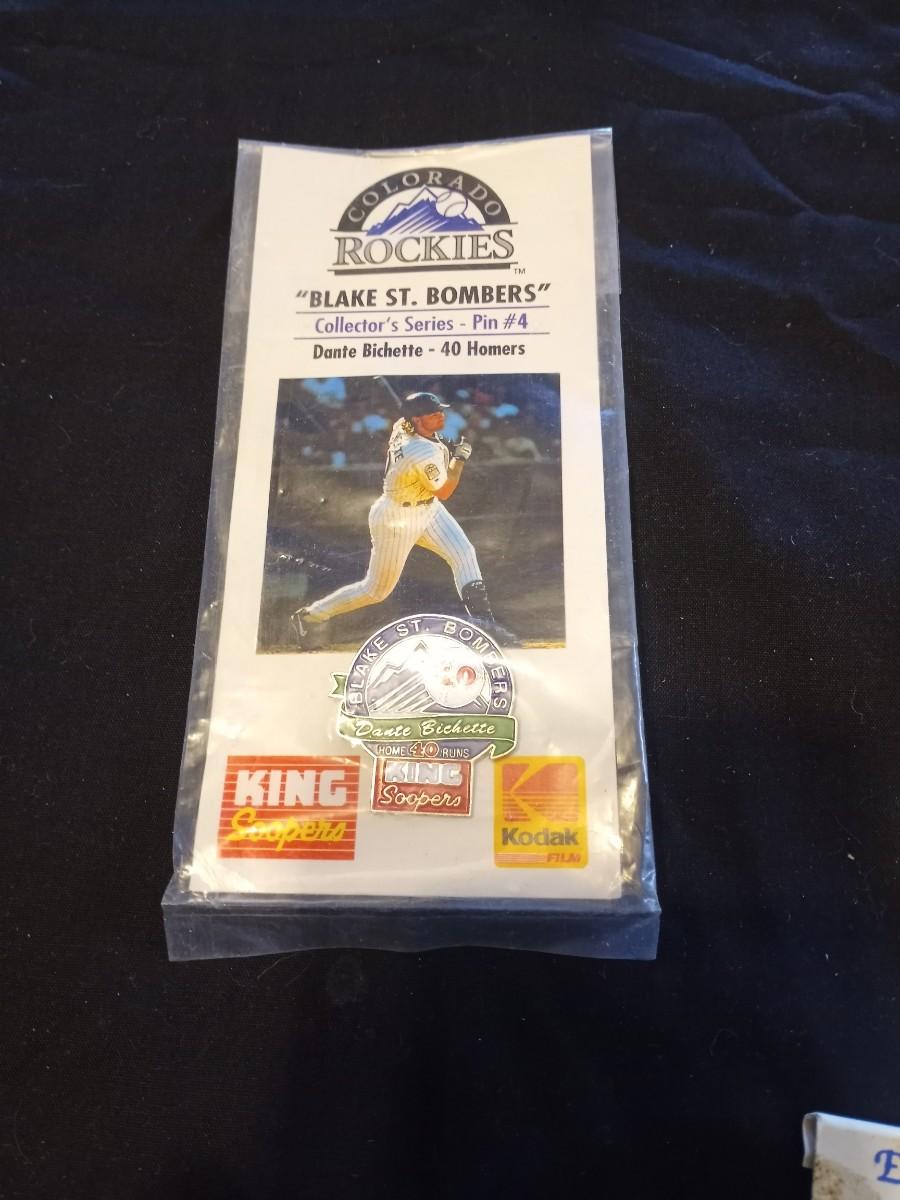 COLORADO
ROCKIES
TM
"BLAKE ST. BOMBERS"
Collector's Series - Pin #4
Dante Bichette - 40 Homers
BLAKE ST. BOMBERS
Dante Bichette
HOME 40 RUNS
KING
Soopers
KING
Soopers
Kodak
FILM
E